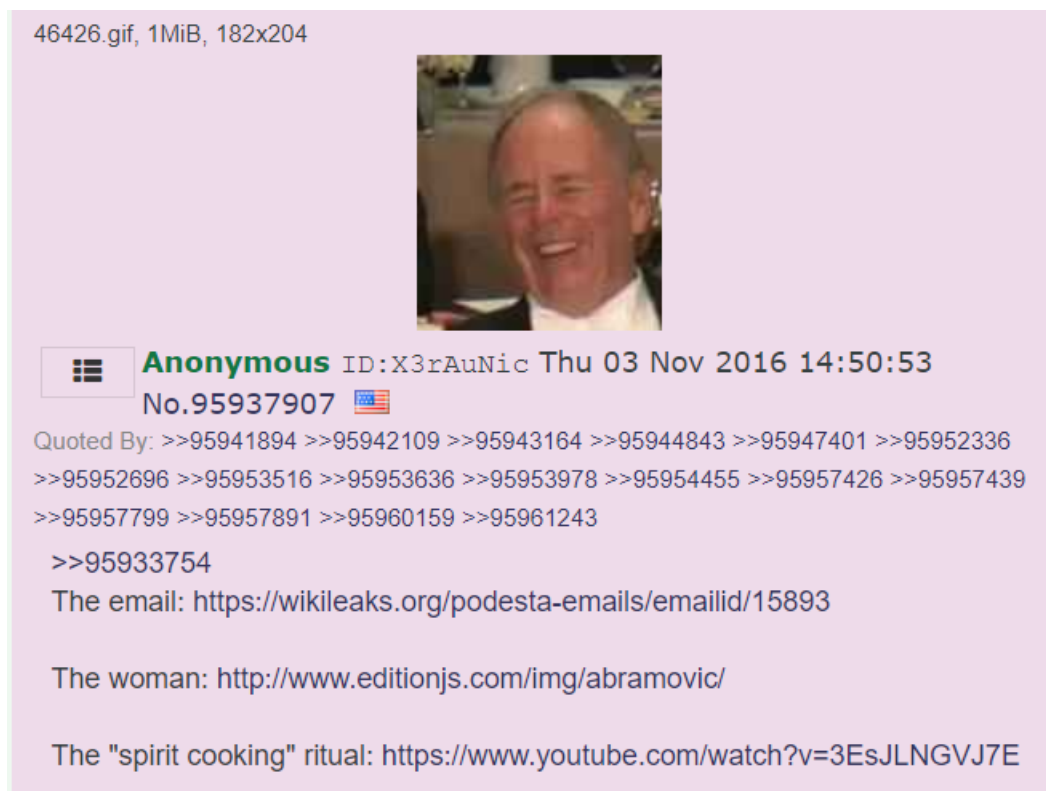 46426.gif, 1MiB, 182x204
Anonymous ID:X3rAuNic Thu 03 Nov 2016 14:50:53
No.95937907
Quoted By: >>95941894 >>95942109 >>95943164 >>95944843 >>95947401 >>95952336
>>95952696 >>95953516 >>95953636 >>95953978 >>95954455 >>95957426 >>95957439
>>95957799 >>95957891 >>95960159 >>95961243
>>95933754
The email: https://wikileaks.org/podesta-emails/emailid/15893
The woman: http://www.editionjs.com/img/abramovic/
The "spirit cooking" ritual: https://www.youtube.com/watch?v=3EsJLNGVJ7E